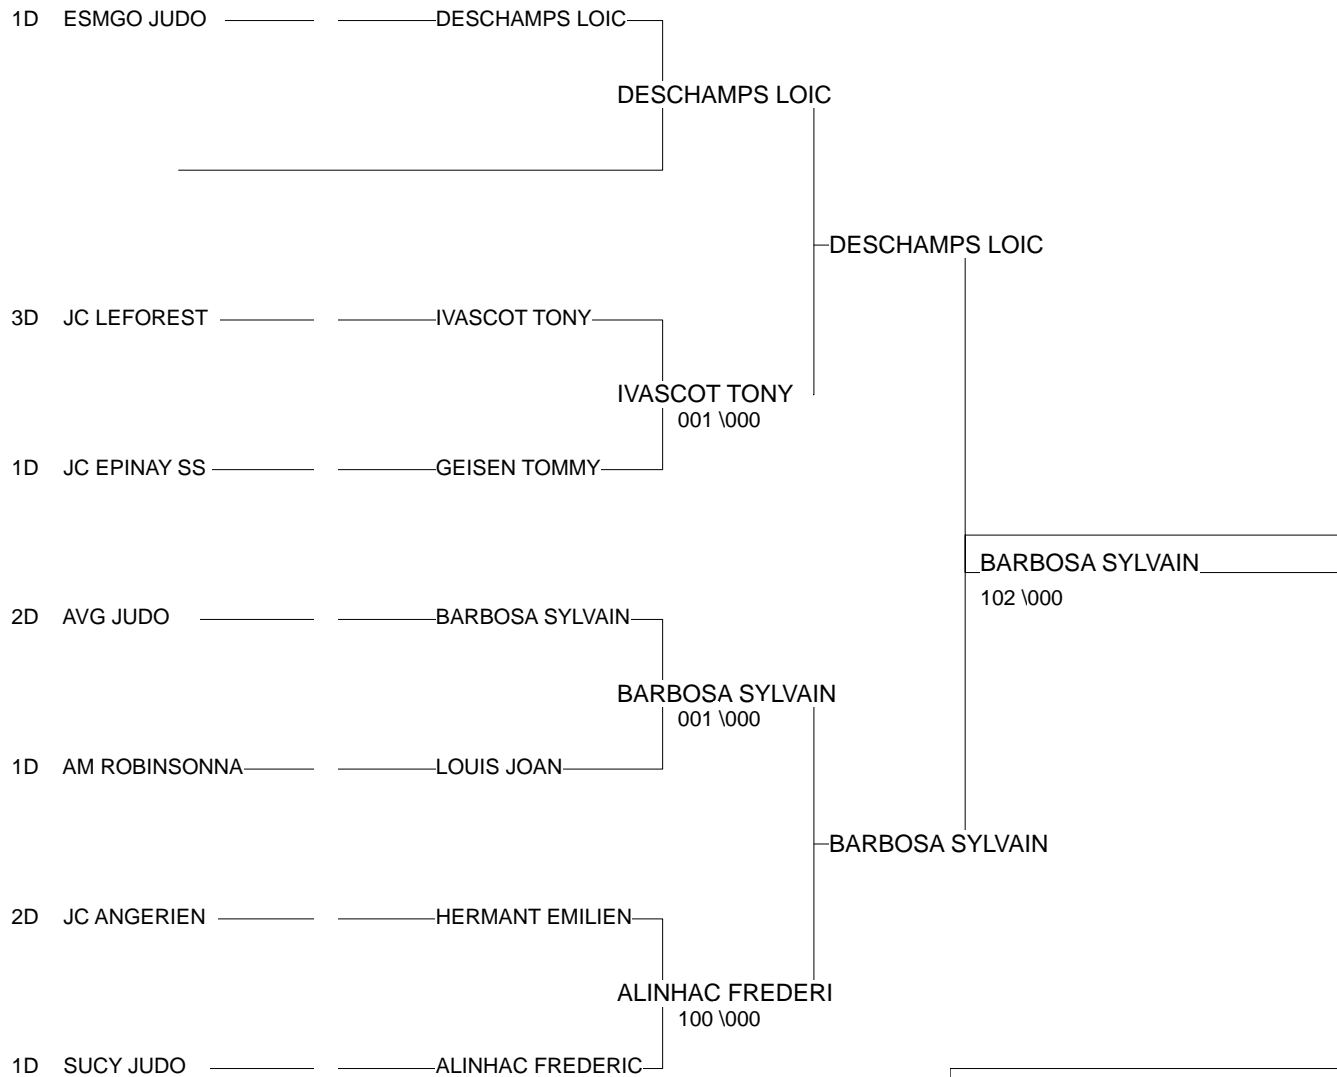 1D ESMGO JUDO DESCHAMPS LOIC
DESCHAMPS LOIC
DESCHAMPS LOIC
3D JC LEFOREST IVASCOT TONY
IVASCOT TONY
001 \000
1D JC EPINAY SS GEISEN TOMMY
BARBOSA SYLVAIN
102 \000
2D AVG JUDO BARBOSA SYLVAIN
BARBOSA SYLVAIN
001 \000
1D AM ROBINSONNA LOUIS JOAN
BARBOSA SYLVAIN
2D JC ANGERIEN HERMANT EMILIEN
ALINHAC FREDERI
100 \000
1D SUCY JUDO ALINHAC FREDERIC